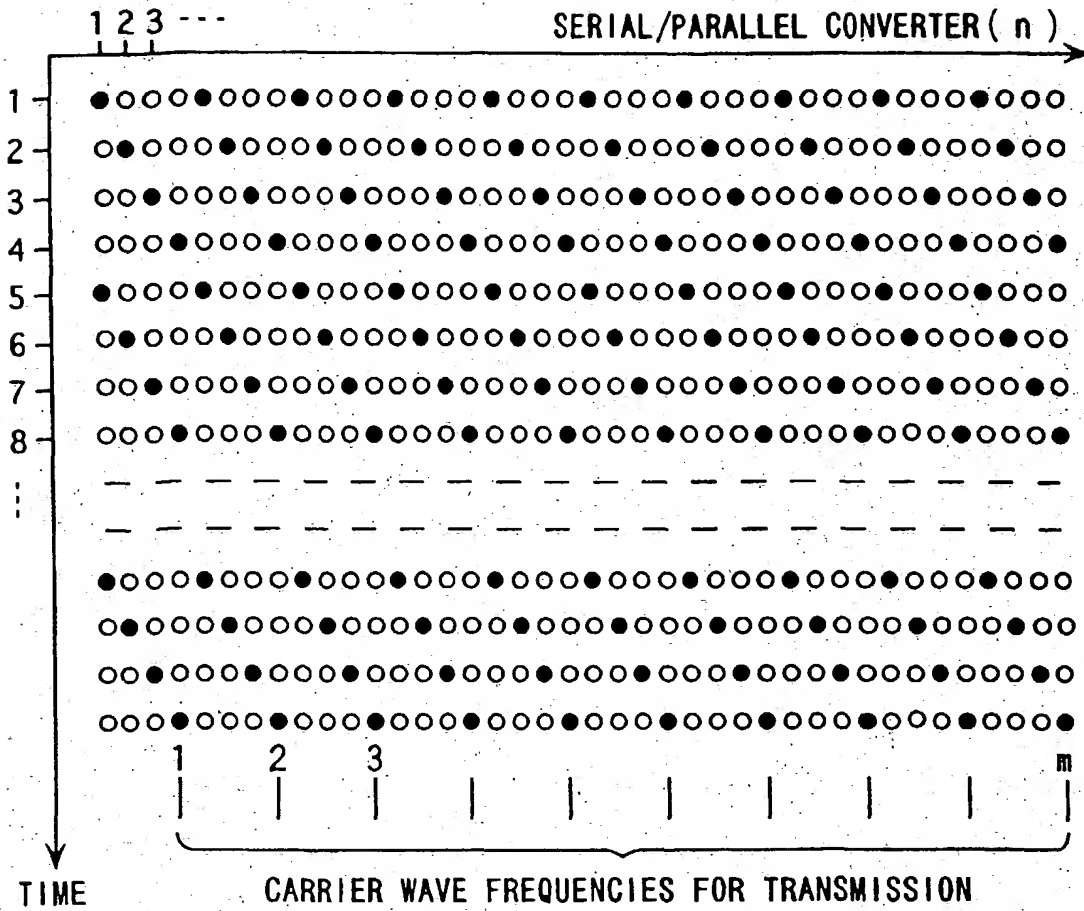 1 2 3 ---
SERIAL/PARALLEL CONVERTER ( n )
1
2
3
4
5
6
7
8
1 2 3 m
TIME
CARRIER WAVE FREQUENCIES FOR TRANSMISSION